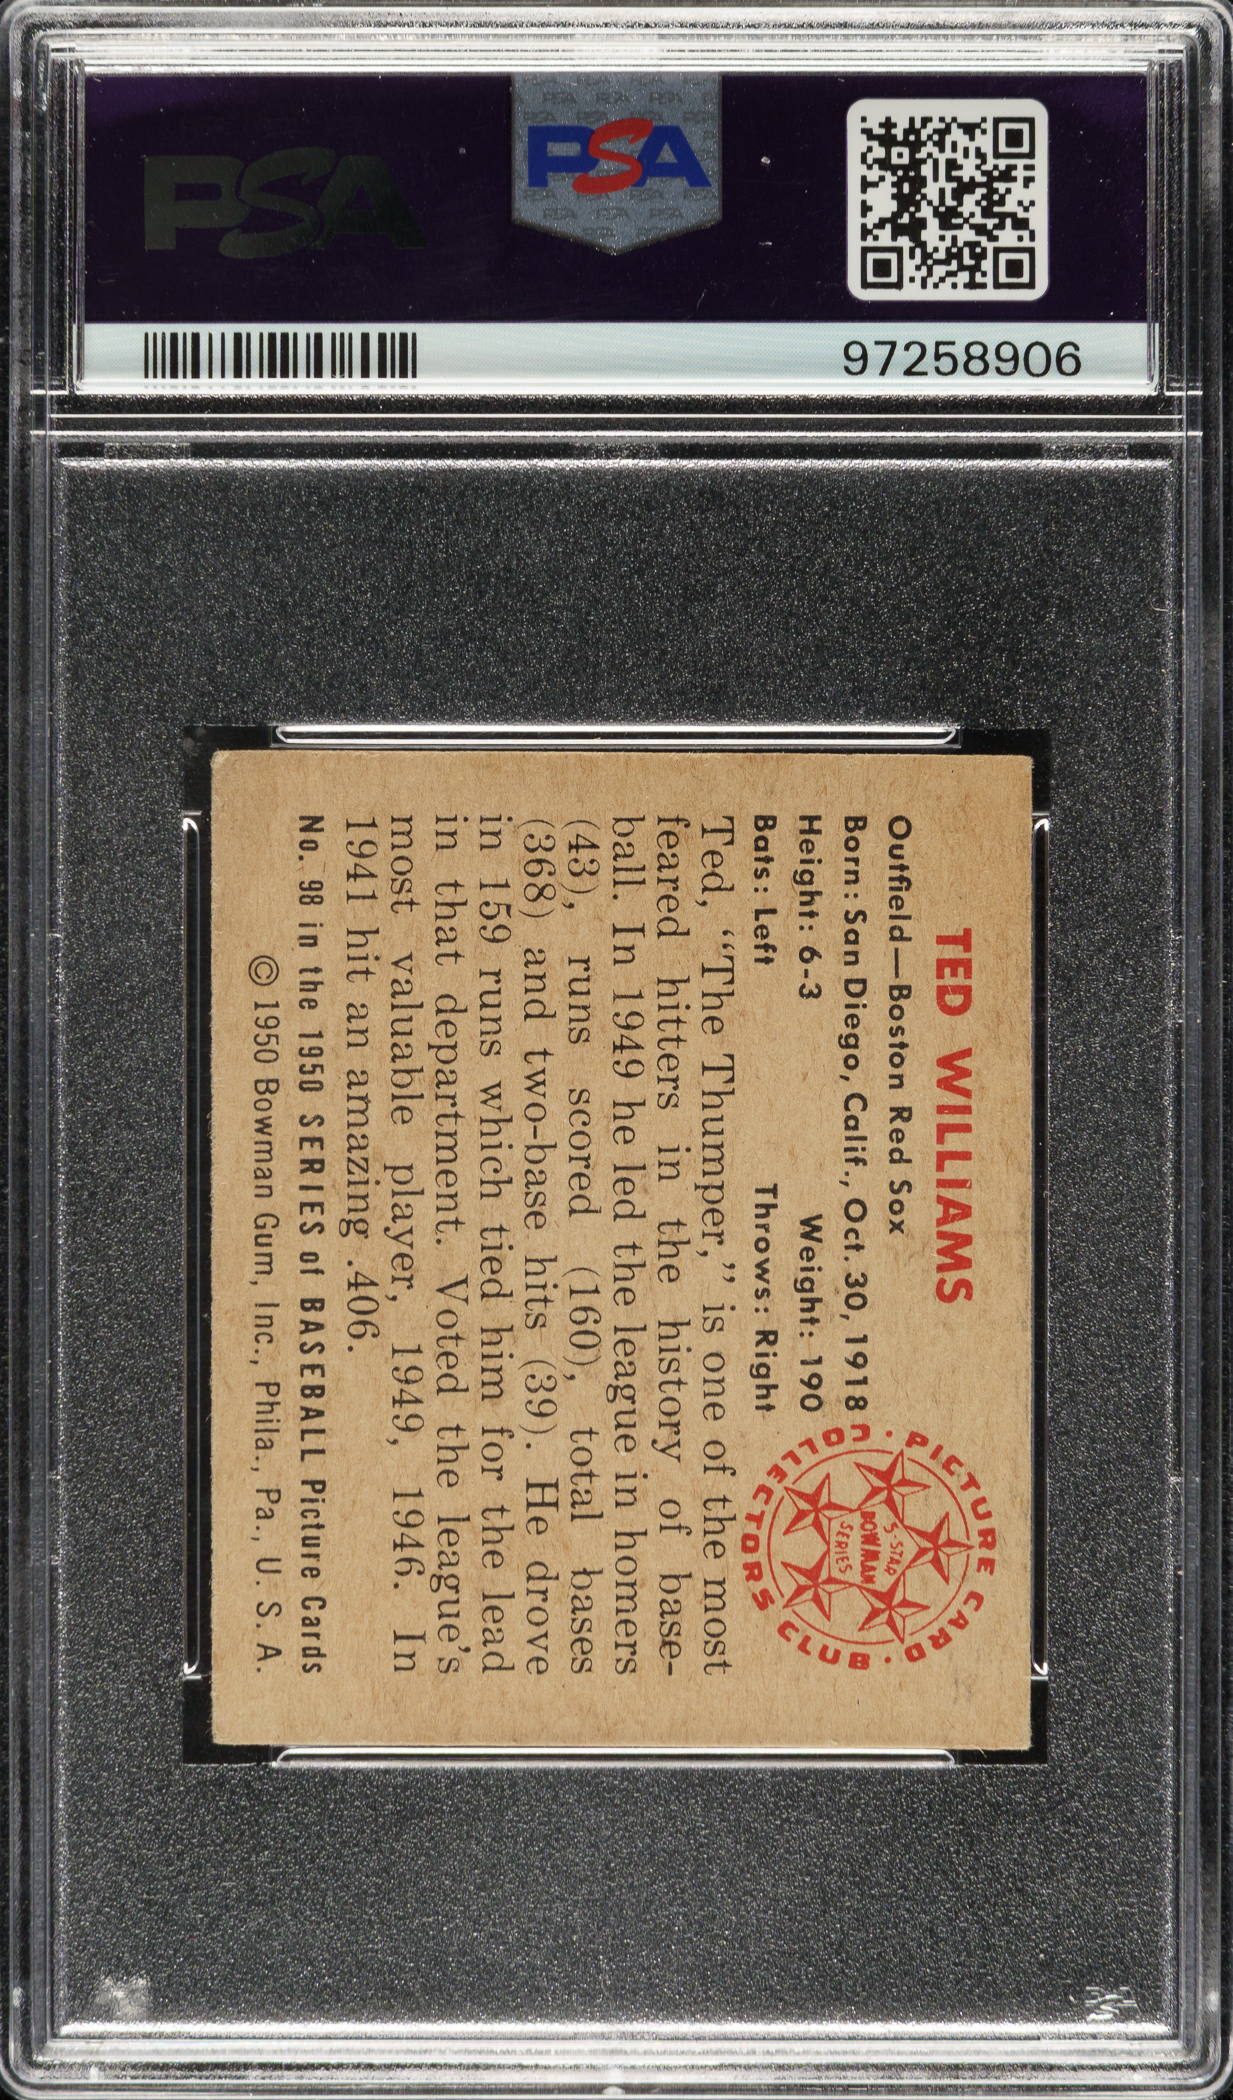 PSA
PSA
97258906
TED WILLIAMS
Outfield—Boston Red Sox
Born: San Diego, Calif., Oct. 30, 1918
Height: 6-3 Weight: 190
Bats: Left Throws: Right
PICTURE CARD • COLLECTORS CLUB •
5-STAR
BOWMAN
SERIES
Ted, “The Thumper,” is one of the most
feared hitters in the history of base-
ball. In 1949 he led the league in homers
(43), runs scored (160), total bases
(368) and two-base hits (39). He drove
in 159 runs which tied him for the lead
in that department. Voted the league's
most valuable player, 1949, 1946. In
1941 hit an amazing .406.
No. 98 in the 1950 SERIES of BASEBALL Picture Cards
© 1950 Bowman Gum, Inc., Phila., Pa., U. S. A.